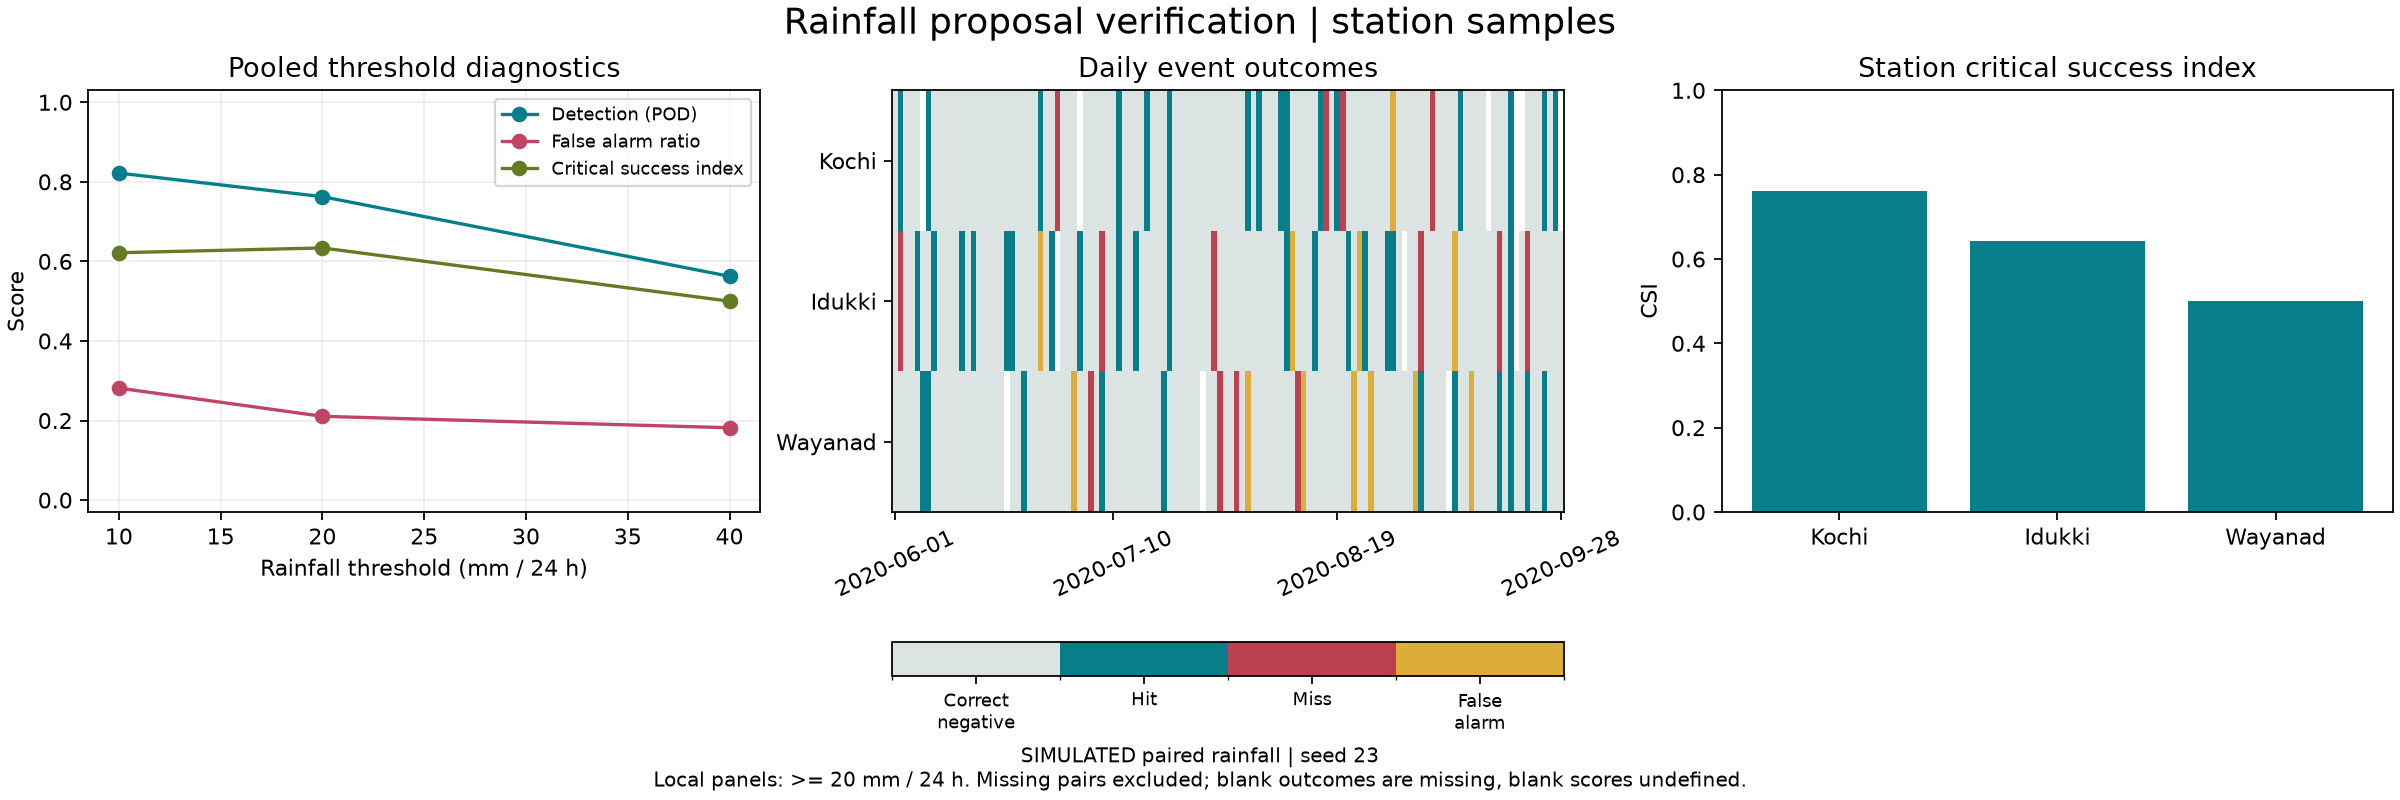 Rainfall proposal verification | station samples
Pooled threshold diagnostics
Score
1.0
0.8
0.6
0.4
0.2
0.0
10 15 20 25 30 35 40
Rainfall threshold (mm / 24 h)
Detection (POD)
False alarm ratio
Critical success index
Daily event outcomes
Kochi
Idukki
Wayanad
2020-06-01 2020-07-10 2020-08-19 2020-09-28
Correct
negative
Hit
Miss
False
alarm
Station critical success index
CSI
1.0
0.8
0.6
0.4
0.2
0.0
Kochi Idukki Wayanad
SIMULATED paired rainfall | seed 23
Local panels: >= 20 mm / 24 h. Missing pairs excluded; blank outcomes are missing, blank scores undefined.